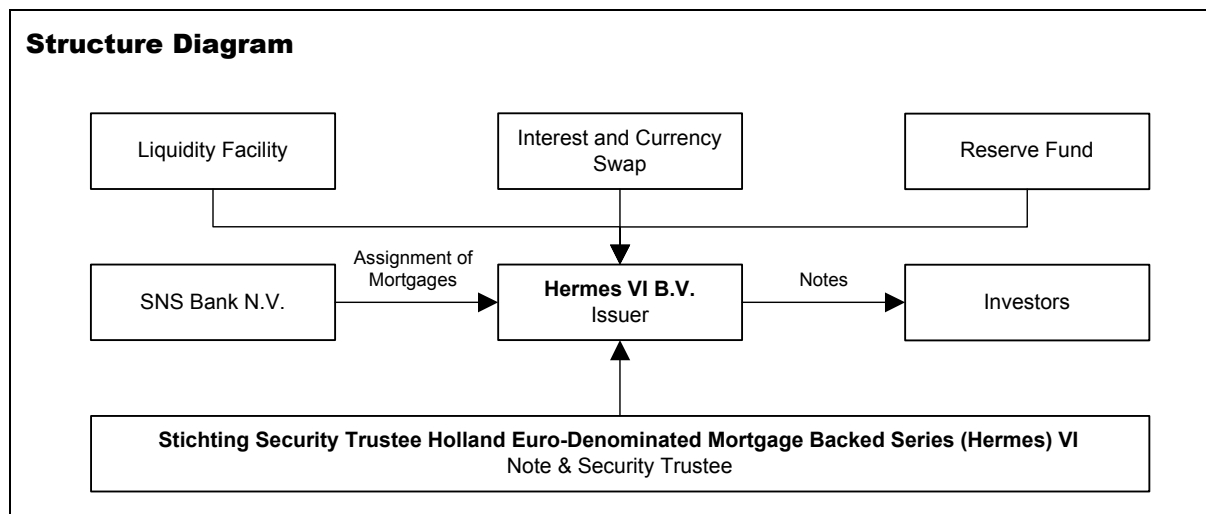 Structure Diagram
Liquidity Facility
Interest and Currency
Swap
Reserve Fund
SNS Bank N.V.
Assignment of
Mortgages
Hermes VI B.V.
Issuer
Notes
Investors
Stichting Security Trustee Holland Euro-Denominated Mortgage Backed Series (Hermes) VI
Note & Security Trustee